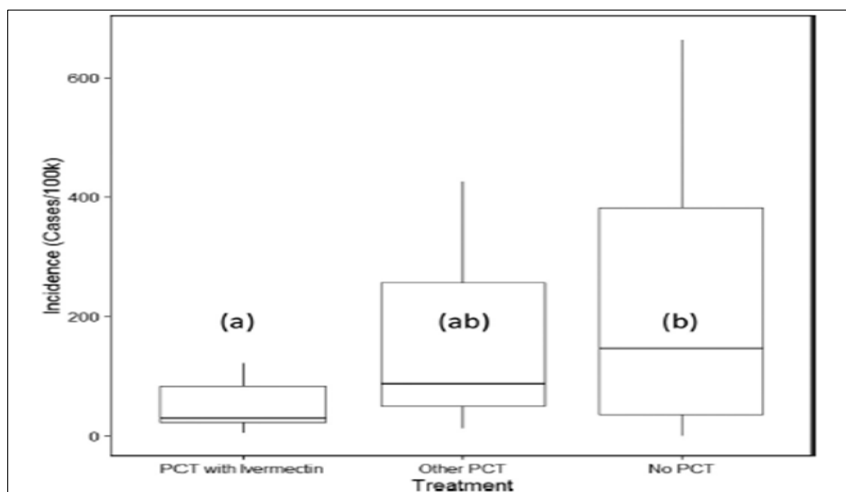 600
400
200
0
Incidence (Cases/100k)
(a)
(ab)
(b)
PCT with Ivermectin
Other PCT
No PCT
Treatment